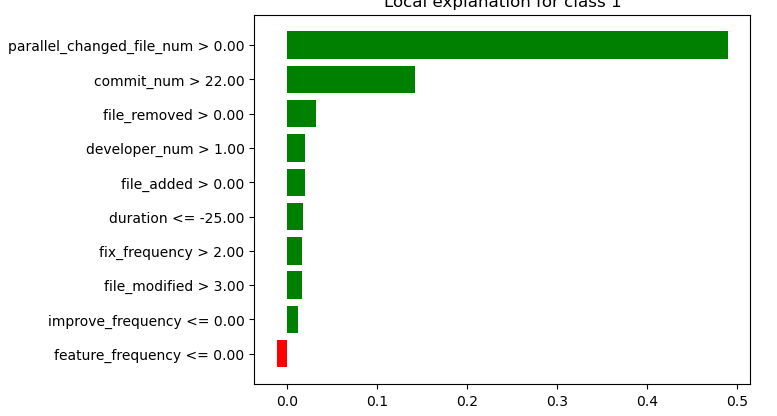 Local explanation for class 1
parallel_changed_file_num > 0.00
commit_num > 22.00
file_removed > 0.00
developer_num > 1.00
file_added > 0.00
duration <= -25.00
fix_frequency > 2.00
file_modified > 3.00
improve_frequency <= 0.00
feature_frequency <= 0.00
0.0 0.1 0.2 0.3 0.4 0.5